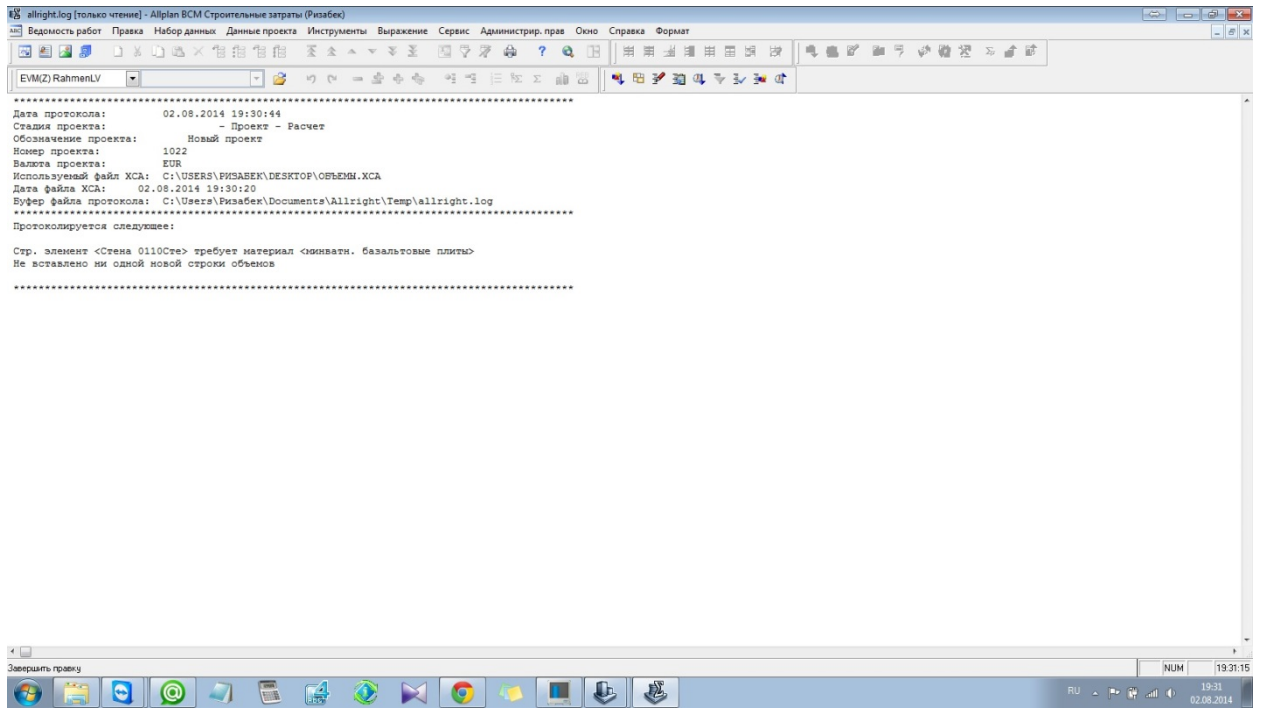 allright.log [только чтение] - Allplan BCM Строительные затраты (Ризабек)
Ведомость работ Правка Набор данных Данные проекта Инструменты Выражение Сервис Администрир. прав Окно Справка Формат
EVM(Z) RahmenLV
******************************************************************************************
Дата протокола: 02.08.2014 19:30:44
Стадия проекта: - Проект - Расчет
Обозначение проекта: Новый проект
Номер проекта: 1022
Валюта проекта: EUR
Используемый файл XCA: C:\USERS\РИЗАБЕК\DESKTOP\ОБЪЕМЫ.XCA
Дата файла XCA: 02.08.2014 19:30:20
Буфер файла протокола: C:\Users\Ризабек\Documents\Allright\Temp\allright.log
******************************************************************************************
Протоколируется следующее:
Стр. элемент <Стена 0110Сте> требует материал <минватн. базальтовые плиты>
Не вставлено ни одной новой строки объемов
******************************************************************************************
Завершить правку
NUM 19:31:15
RU 19:31
02.08.2014